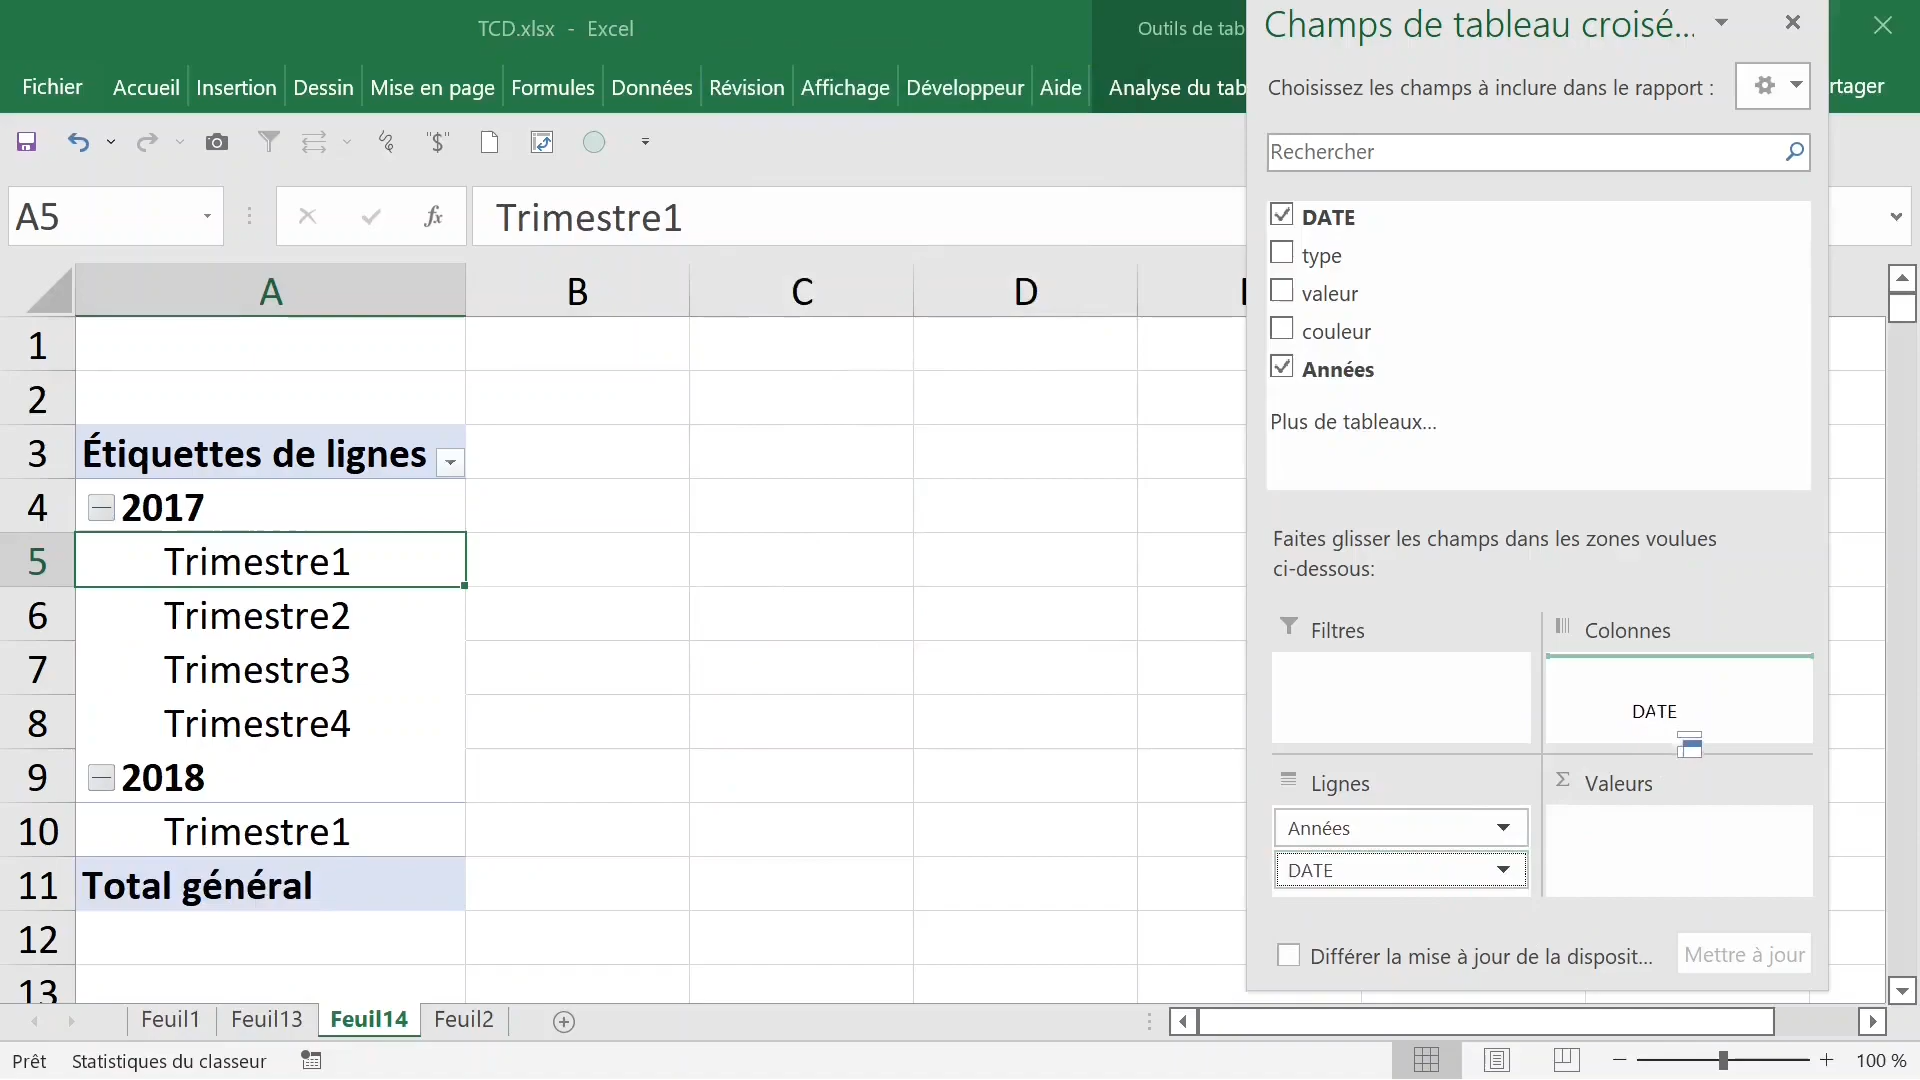 TCD.xlsx - Excel
Outils de tab
Champs de tableau croisé...
Fichier Accueil Insertion Dessin Mise en page Formules Données Révision Affichage Développeur Aide Analyse du tab
rtager
Choisissez les champs à inclure dans le rapport :
"$"
Rechercher
A5
fx
Trimestre1
DATE
type
valeur
couleur
Années
Plus de tableaux...
A B C D
1
2
3 Étiquettes de lignes
4 2017
5 Trimestre1
6 Trimestre2
7 Trimestre3
8 Trimestre4
9 2018
10 Trimestre1
11 Total général
12
13
Faites glisser les champs dans les zones voulues
ci-dessous:
Filtres
Colonnes
DATE
Lignes
Σ Valeurs
Années
DATE
Différer la mise à jour de la disposit...
Mettre à jour
Feuil1 Feuil13 Feuil14 Feuil2
Prêt Statistiques du classeur
100 %